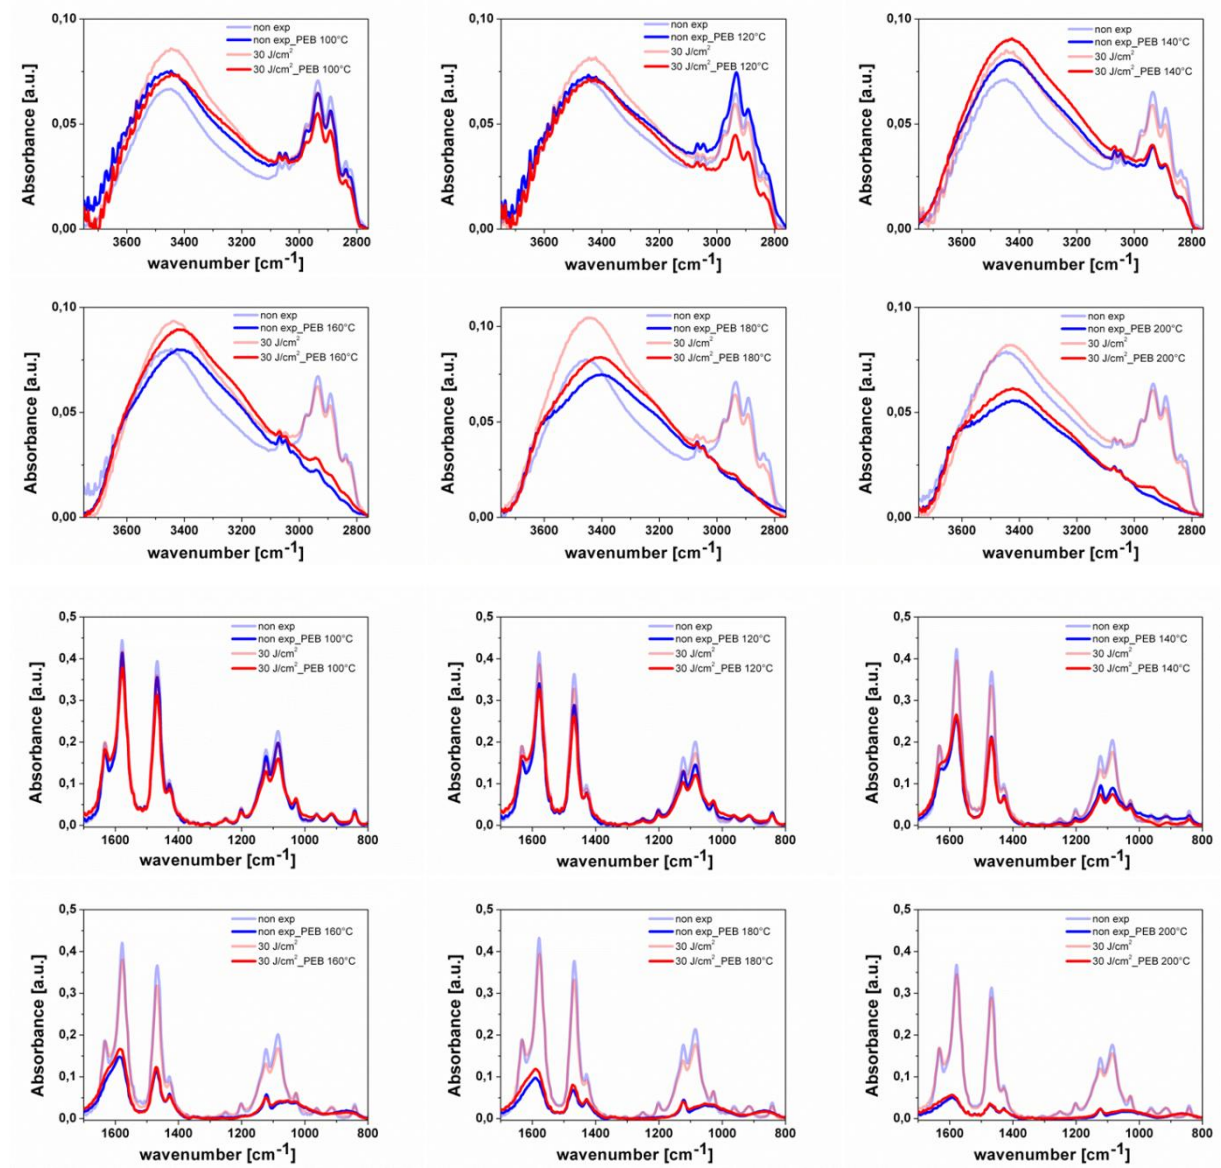 non exp
non exp_PEB 100°C
30 J/cm²
30 J/cm²_PEB 100°C
0,10
0,05
0,00
Absorbance [a.u.]
3600 3400 3200 3000 2800
wavenumber [cm⁻¹]
non exp
non exp_PEB 120°C
30 J/cm²
30 J/cm²_PEB 120°C
0,10
0,05
0,00
Absorbance [a.u.]
3600 3400 3200 3000 2800
wavenumber [cm⁻¹]
non exp
non exp_PEB 140°C
30 J/cm²
30 J/cm²_PEB 140°C
0,10
0,05
0,00
Absorbance [a.u.]
3600 3400 3200 3000 2800
wavenumber [cm⁻¹]
non exp
non exp_PEB 160°C
30 J/cm²
30 J/cm²_PEB 160°C
0,10
0,05
0,00
Absorbance [a.u.]
3600 3400 3200 3000 2800
wavenumber [cm⁻¹]
non exp
non exp_PEB 180°C
30 J/cm²
30 J/cm²_PEB 180°C
0,10
0,05
0,00
Absorbance [a.u.]
3600 3400 3200 3000 2800
wavenumber [cm⁻¹]
non exp
non exp_PEB 200°C
30 J/cm²
30 J/cm²_PEB 200°C
0,10
0,05
0,00
Absorbance [a.u.]
3600 3400 3200 3000 2800
wavenumber [cm⁻¹]
non exp
non exp_PEB 100°C
30 J/cm²
30 J/cm²_PEB 100°C
0,5
0,4
0,3
0,2
0,1
0,0
Absorbance [a.u.]
1600 1400 1200 1000 800
wavenumber [cm⁻¹]
non exp
non exp_PEB 120°C
30 J/cm²
30 J/cm²_PEB 120°C
0,5
0,4
0,3
0,2
0,1
0,0
Absorbance [a.u.]
1600 1400 1200 1000 800
wavenumber [cm⁻¹]
non exp
non exp_PEB 140°C
30 J/cm²
30 J/cm²_PEB 140°C
0,5
0,4
0,3
0,2
0,1
0,0
Absorbance [a.u.]
1600 1400 1200 1000 800
wavenumber [cm⁻¹]
non exp
non exp_PEB 160°C
30 J/cm²
30 J/cm²_PEB 160°C
0,5
0,4
0,3
0,2
0,1
0,0
Absorbance [a.u.]
1600 1400 1200 1000 800
wavenumber [cm⁻¹]
non exp
non exp_PEB 180°C
30 J/cm²
30 J/cm²_PEB 180°C
0,5
0,4
0,3
0,2
0,1
0,0
Absorbance [a.u.]
1600 1400 1200 1000 800
wavenumber [cm⁻¹]
non exp
non exp_PEB 200°C
30 J/cm²
30 J/cm²_PEB 200°C
0,5
0,4
0,3
0,2
0,1
0,0
Absorbance [a.u.]
1600 1400 1200 1000 800
wavenumber [cm⁻¹]